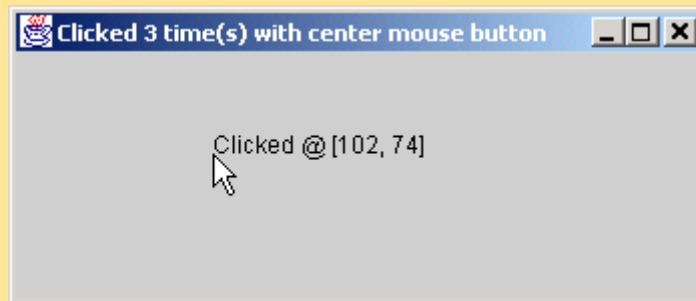 Clicked 3 time(s) with center mouse button
Clicked @ [102, 74]